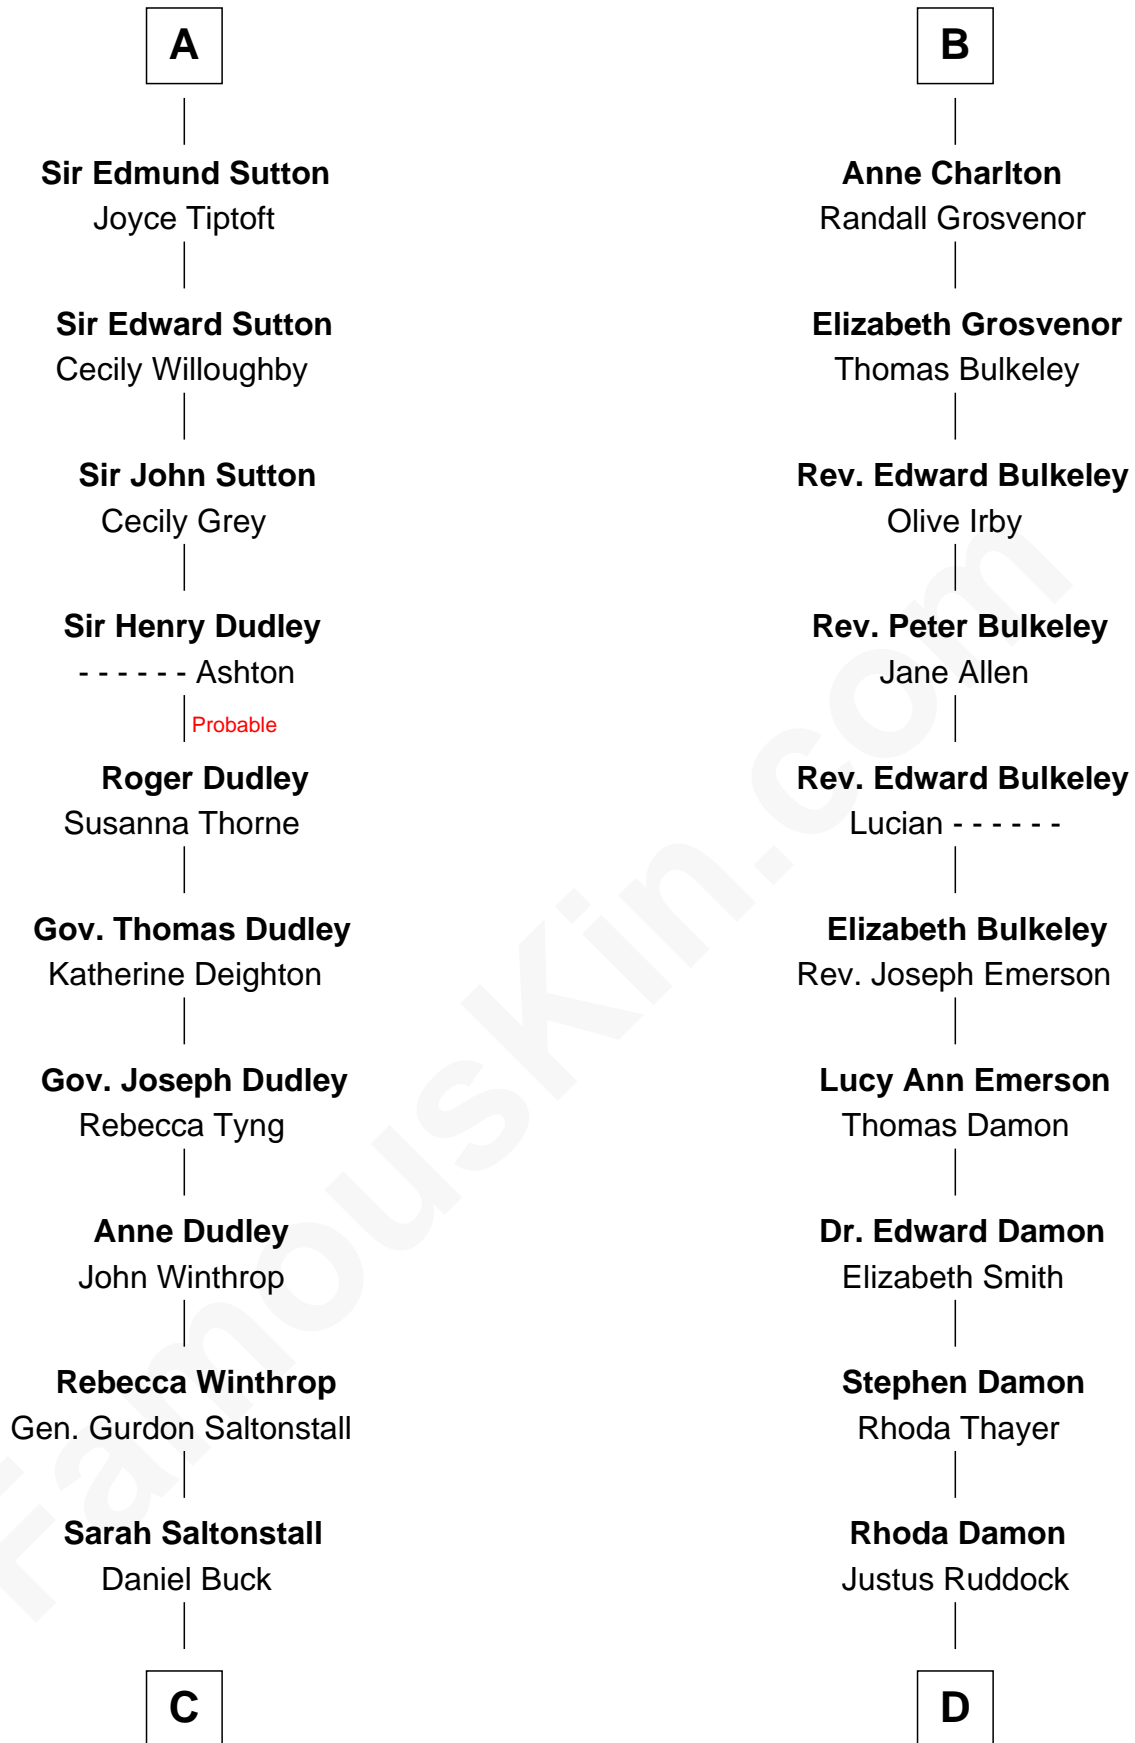 A
Sir Edmund Sutton
Joyce Tiptoft
Sir Edward Sutton
Cecily Willoughby
Sir John Sutton
Cecily Grey
Sir Henry Dudley
- - - - - - Ashton
Probable
Roger Dudley
Susanna Thorne
Gov. Thomas Dudley
Katherine Deighton
Gov. Joseph Dudley
Rebecca Tyng
Anne Dudley
John Winthrop
Rebecca Winthrop
Gen. Gurdon Saltonstall
Sarah Saltonstall
Daniel Buck
C
B
Anne Charlton
Randall Grosvenor
Elizabeth Grosvenor
Thomas Bulkeley
Rev. Edward Bulkeley
Olive Irby
Rev. Peter Bulkeley
Jane Allen
Rev. Edward Bulkeley
Lucian - - - - - -
Elizabeth Bulkeley
Rev. Joseph Emerson
Lucy Ann Emerson
Thomas Damon
Dr. Edward Damon
Elizabeth Smith
Stephen Damon
Rhoda Thayer
Rhoda Damon
Justus Ruddock
D
FamousKin.com